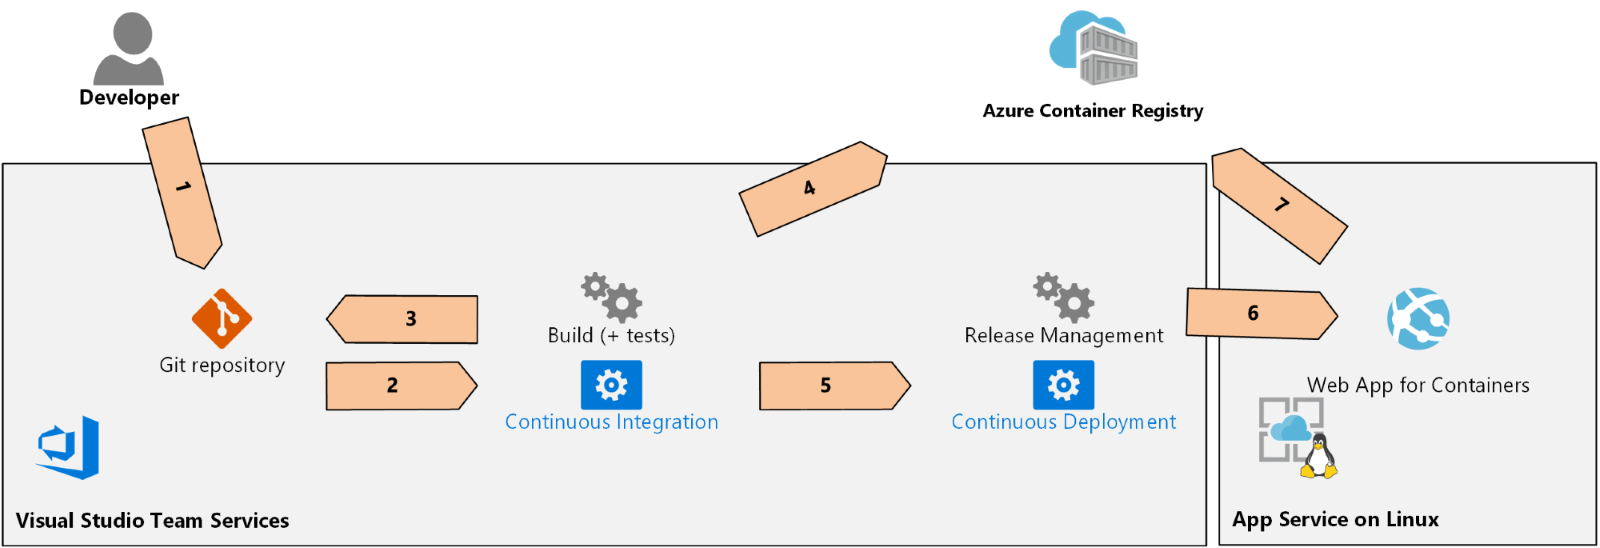 Developer
Azure Container Registry
1
4
7
3
Build (+ tests)
Release Management
6
Git repository
2
5
Web App for Containers
Continuous Integration
Continuous Deployment
Visual Studio Team Services
App Service on Linux